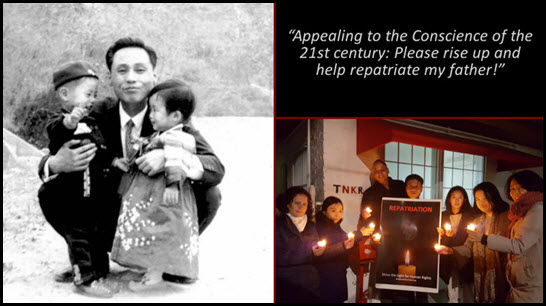 “Appealing to the Conscience of the
21st century: Please rise up and
help repatriate my father!”
TNKR
REPATRIATION